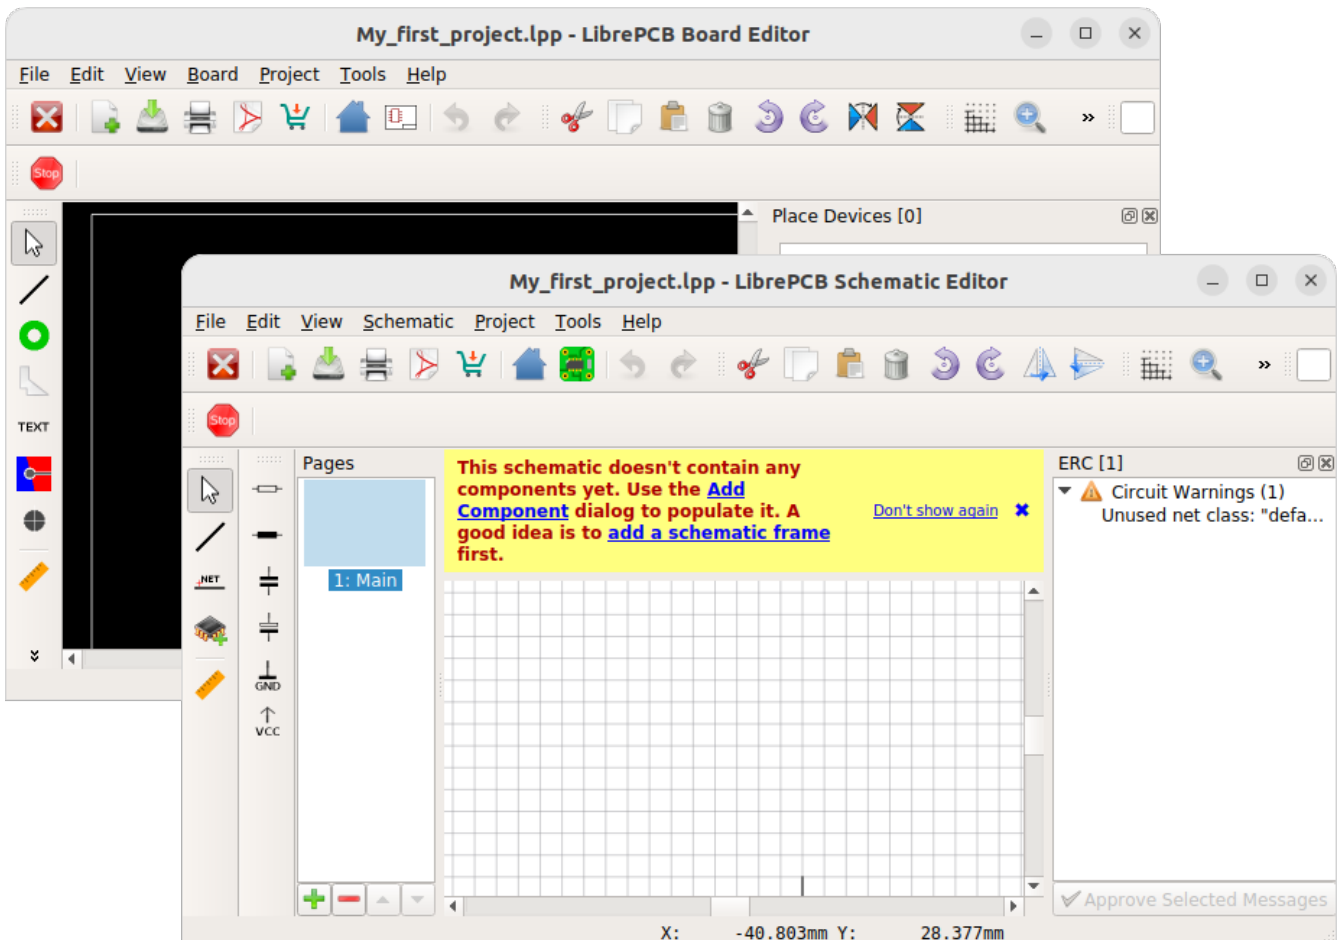 My_first_project.lpp - LibrePCB Board Editor
File Edit View Board Project Tools Help
»
Stop
Place Devices [0]
TEXT
My_first_project.lpp - LibrePCB Schematic Editor
File Edit View Schematic Project Tools Help
»
Stop
Pages
1: Main
NET
GND
VCC
This schematic doesn't contain any
components yet. Use the Add
Component dialog to populate it. A
good idea is to add a schematic frame
first.
Don't show again
ERC [1]
Circuit Warnings (1)
Unused net class: "defa...
Approve Selected Messages
X: -40.803mm Y: 28.377mm